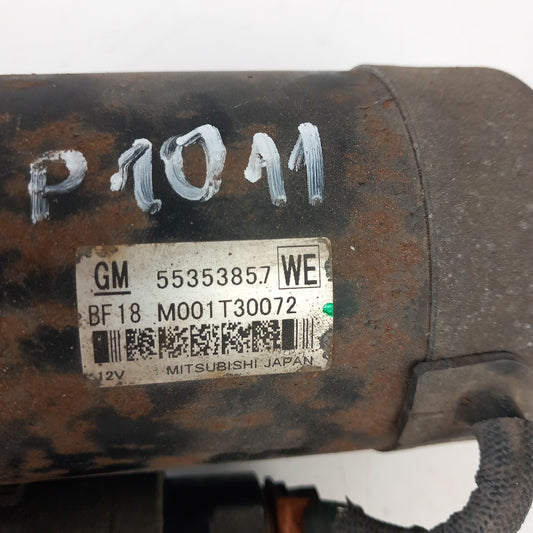 P1011
GM 55353857 WE
BF18 M001T30072
12V MITSUBISHI JAPAN